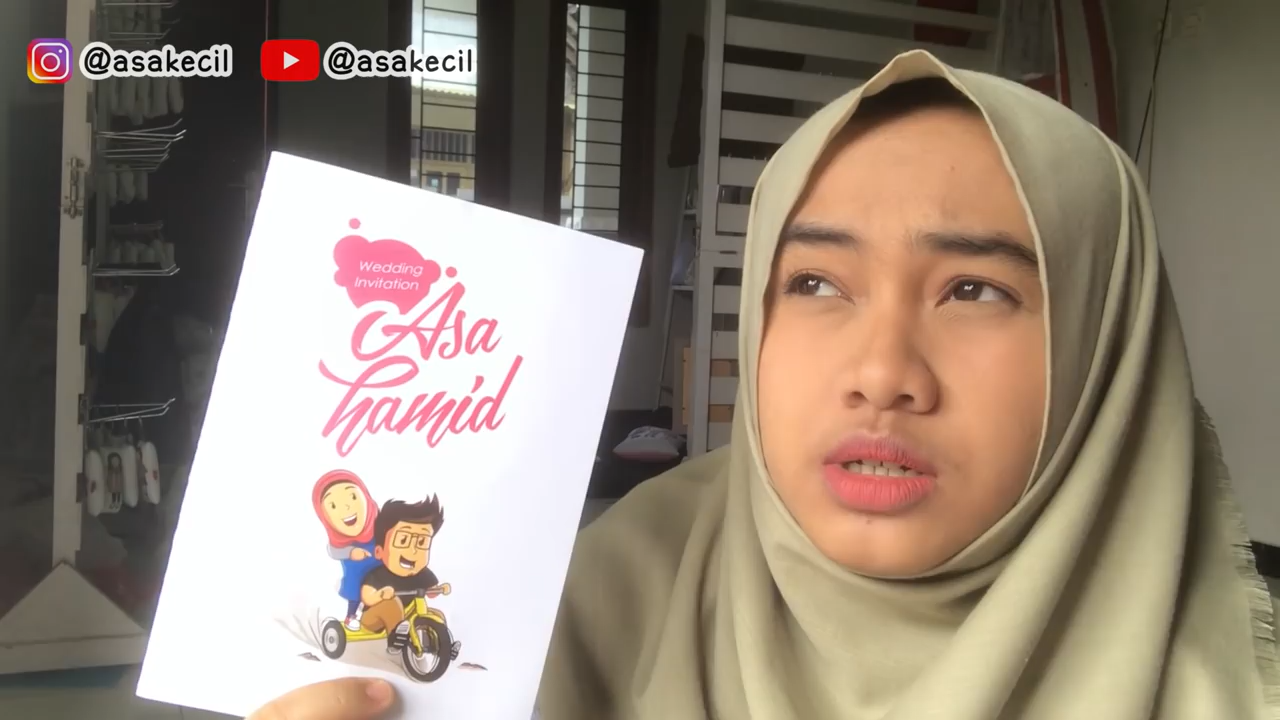 @asakecil @asakecil
Wedding
Invitation
Asa
hamid